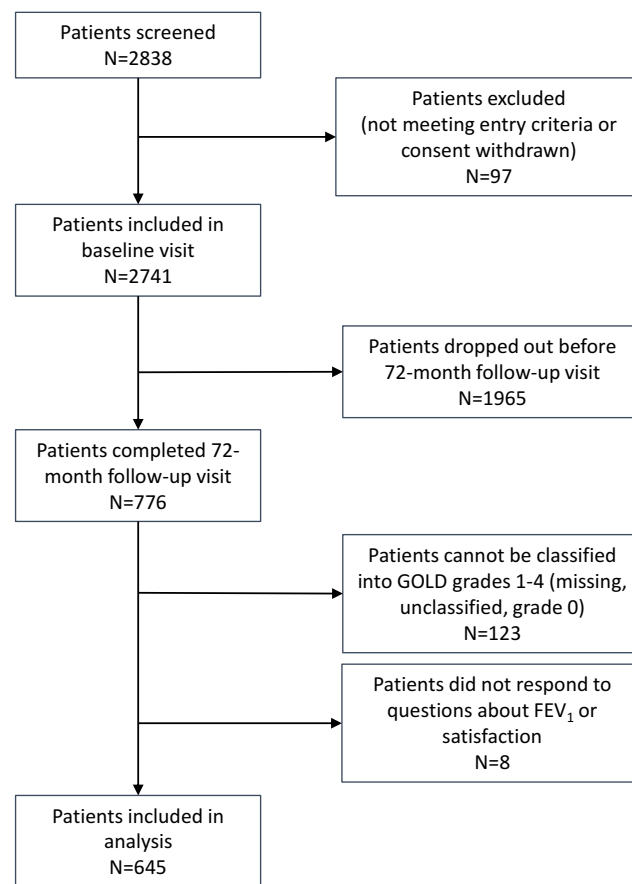 Patients screened
N=2838
Patients excluded
(not meeting entry criteria or
consent withdrawn)
N=97
Patients included in
baseline visit
N=2741
Patients dropped out before
72-month follow-up visit
N=1965
Patients completed 72-
month follow-up visit
N=776
Patients cannot be classified
into GOLD grades 1-4 (missing,
unclassified, grade 0)
N=123
Patients did not respond to
questions about FEV₁ or
satisfaction
N=8
Patients included in
analysis
N=645